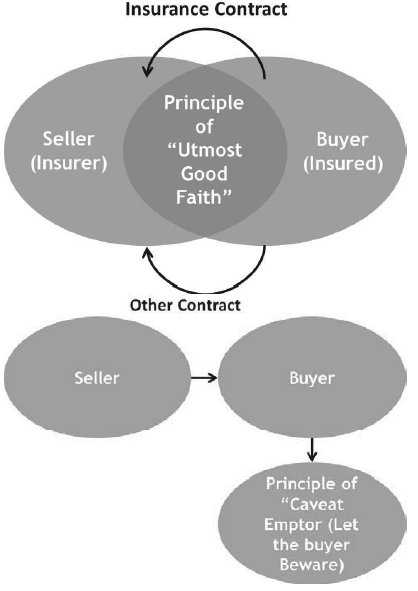 Insurance Contract
Seller
(Insurer)
Principle
of
“Utmost
Good
Faith”
Buyer
(Insured)
Other Contract
Seller
Buyer
Principle of
“Caveat
Emptor (Let
the buyer
Beware)